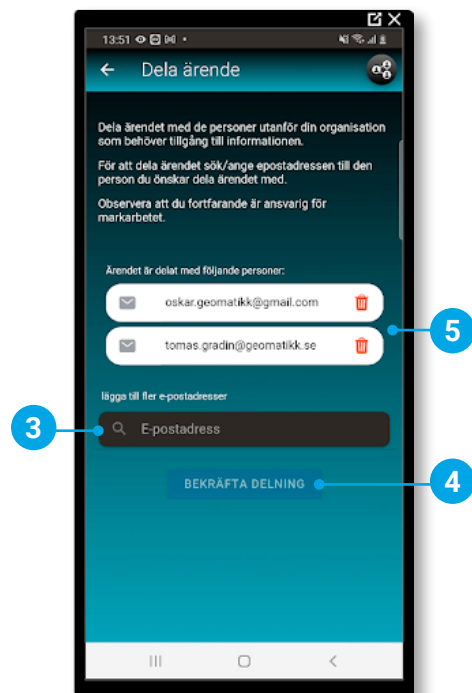 13:51
Dela ärende
Dela ärendet med de personer utanför din organisation
som behöver tillgång till informationen.
För att dela ärendet sök/ange epostadressen till den
person du önskar dela ärendet med.
Observera att du fortfarande är ansvarig för
markarbetet.
Ärendet är delat med följande personer:
oskar.geomatikk@gmail.com
5
tomas.gradin@geomatikk.se
lägga till fler e-postadresser
3
E-postadress
BEKRÄFTA DELNING
4